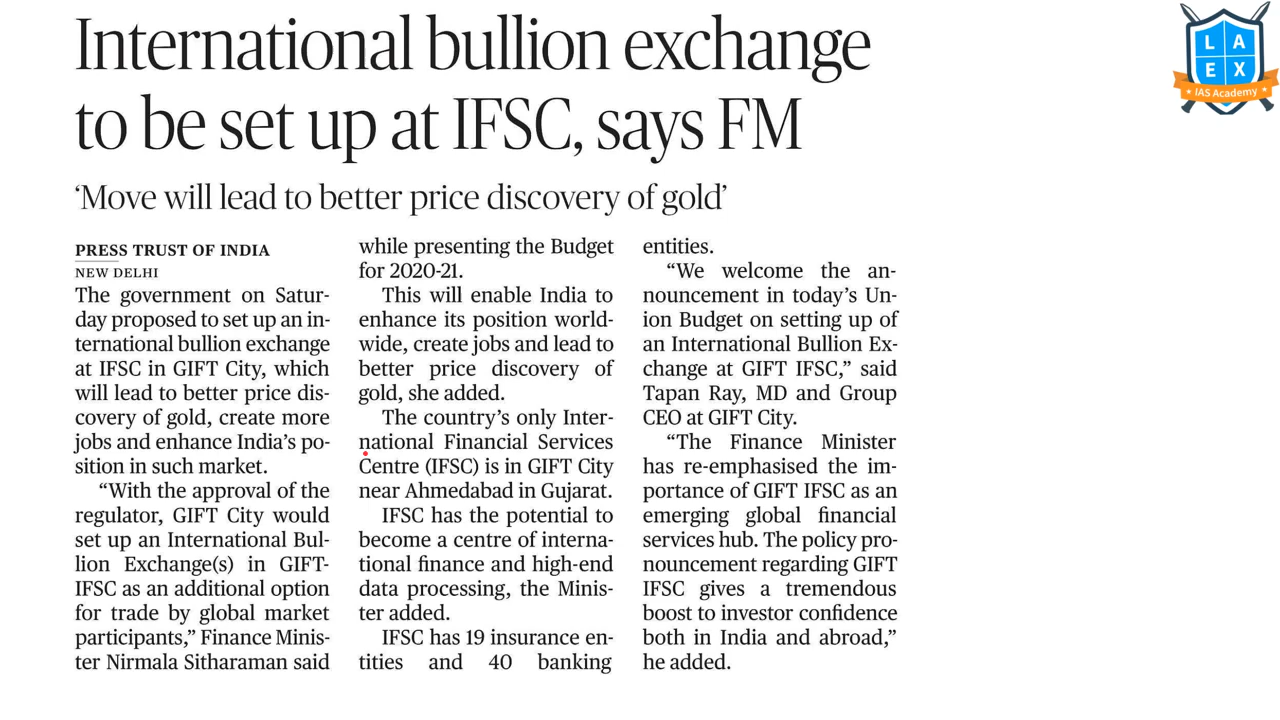 International bullion exchange
to be set up at IFSC, says FM
‘Move will lead to better price discovery of gold’
PRESS TRUST OF INDIA
NEW DELHI
The government on Satur-
day proposed to set up an in-
ternational bullion exchange
at IFSC in GIFT City, which
will lead to better price dis-
covery of gold, create more
jobs and enhance India’s po-
sition in such market.
“With the approval of the
regulator, GIFT City would
set up an International Bul-
lion Exchange(s) in GIFT-
IFSC as an additional option
for trade by global market
participants,” Finance Minis-
ter Nirmala Sitharaman said
while presenting the Budget
for 2020-21.
This will enable India to
enhance its position world-
wide, create jobs and lead to
better price discovery of
gold, she added.
The country’s only Inter-
national Financial Services
Centre (IFSC) is in GIFT City
near Ahmedabad in Gujarat.
IFSC has the potential to
become a centre of interna-
tional finance and high-end
data processing, the Minis-
ter added.
IFSC has 19 insurance en-
tities and 40 banking
entities.
“We welcome the an-
nouncement in today’s Un-
ion Budget on setting up of
an International Bullion Ex-
change at GIFT IFSC,” said
Tapan Ray, MD and Group
CEO at GIFT City.
“The Finance Minister
has re-emphasised the im-
portance of GIFT IFSC as an
emerging global financial
services hub. The policy pro-
nouncement regarding GIFT
IFSC gives a tremendous
boost to investor confidence
both in India and abroad,”
he added.
L A
E X
IAS Academy